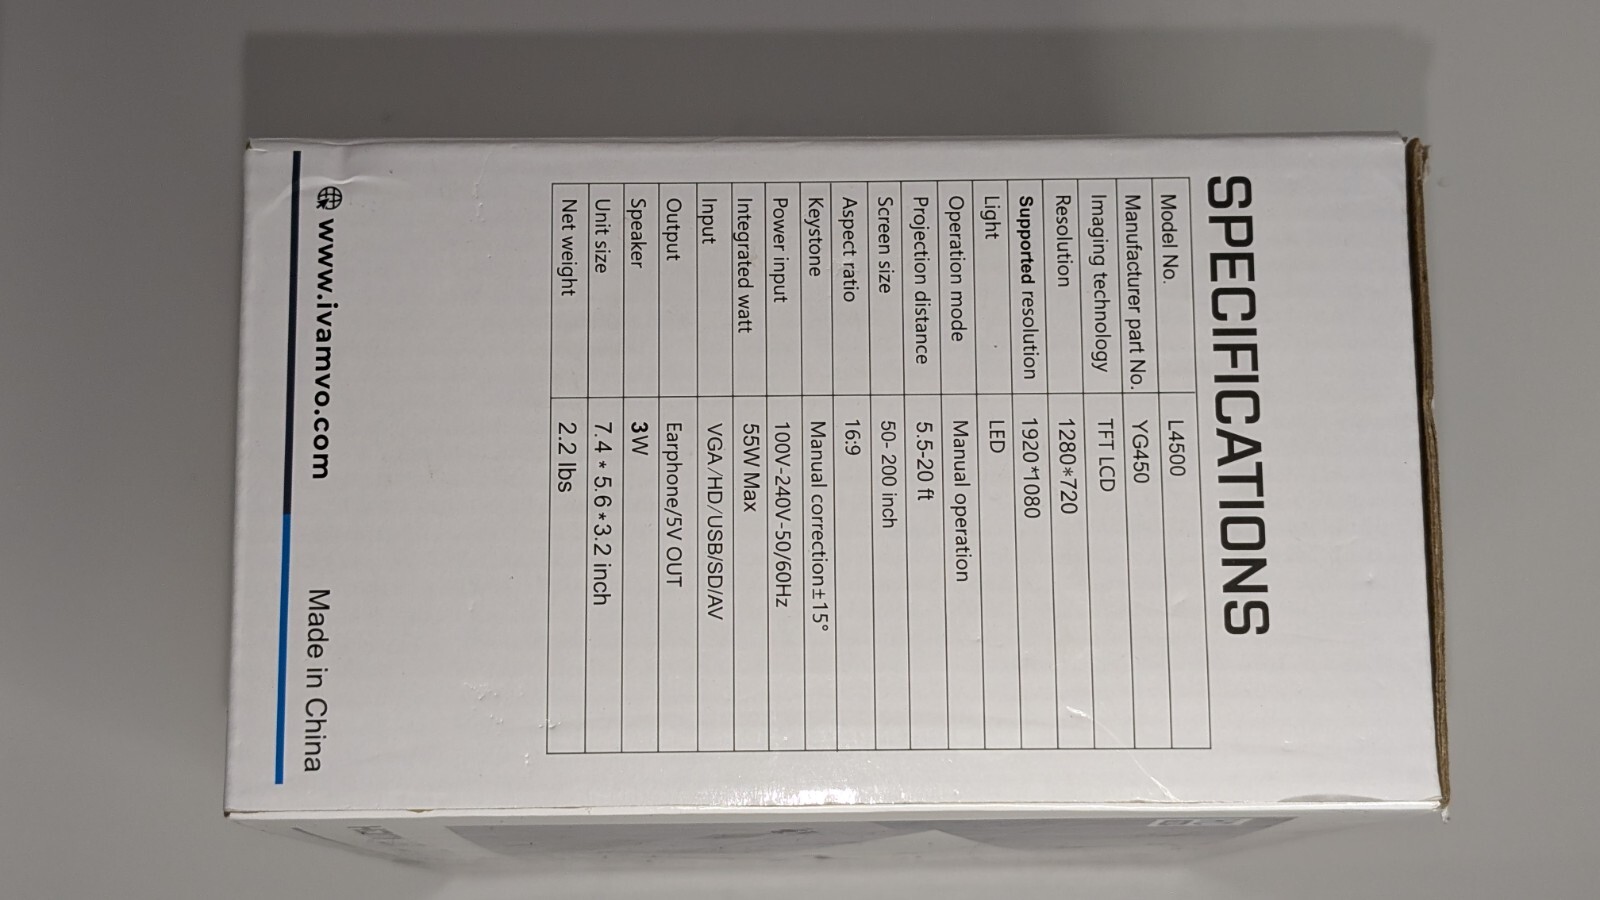 SPECIFICATIONS
Model No. L4500
Manufacturer part No. YG450
Imaging technology TFT LCD
Resolution 1280*720
Supported resolution 1920*1080
Light LED
Operation mode Manual operation
Projection distance 5.5-20 ft
Screen size 50- 200 inch
Aspect ratio 16:9
Keystone Manual correction±15°
Power input 100V-240V-50/60Hz
Integrated watt 55W Max
Input VGA/HD/USB/SD/AV
Output Earphone/5V OUT
Speaker 3W
Unit size 7.4*5.6*3.2 inch
Net weight 2.2 lbs
www.ivamvo.com Made in China